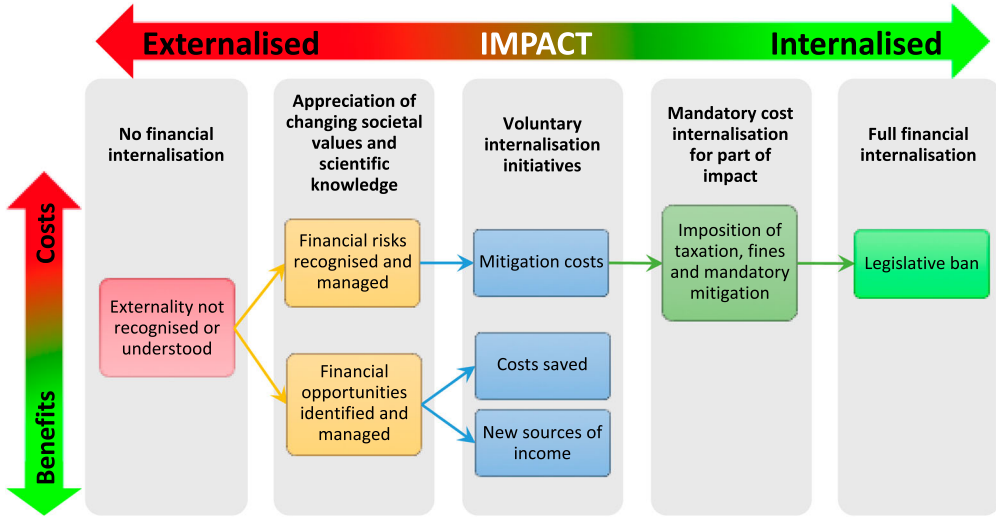 Externalised
IMPACT
Internalised
Costs
Benefits
No financial
internalisation
Externality not
recognised or
understood
Appreciation of
changing societal
values and
scientific
knowledge
Financial risks
recognised and
managed
Financial
opportunities
identified and
managed
Voluntary
internalisation
initiatives
Mitigation costs
Costs saved
New sources of
income
Mandatory cost
internalisation
for part of
impact
Imposition of
taxation, fines
and mandatory
mitigation
Full financial
internalisation
Legislative ban